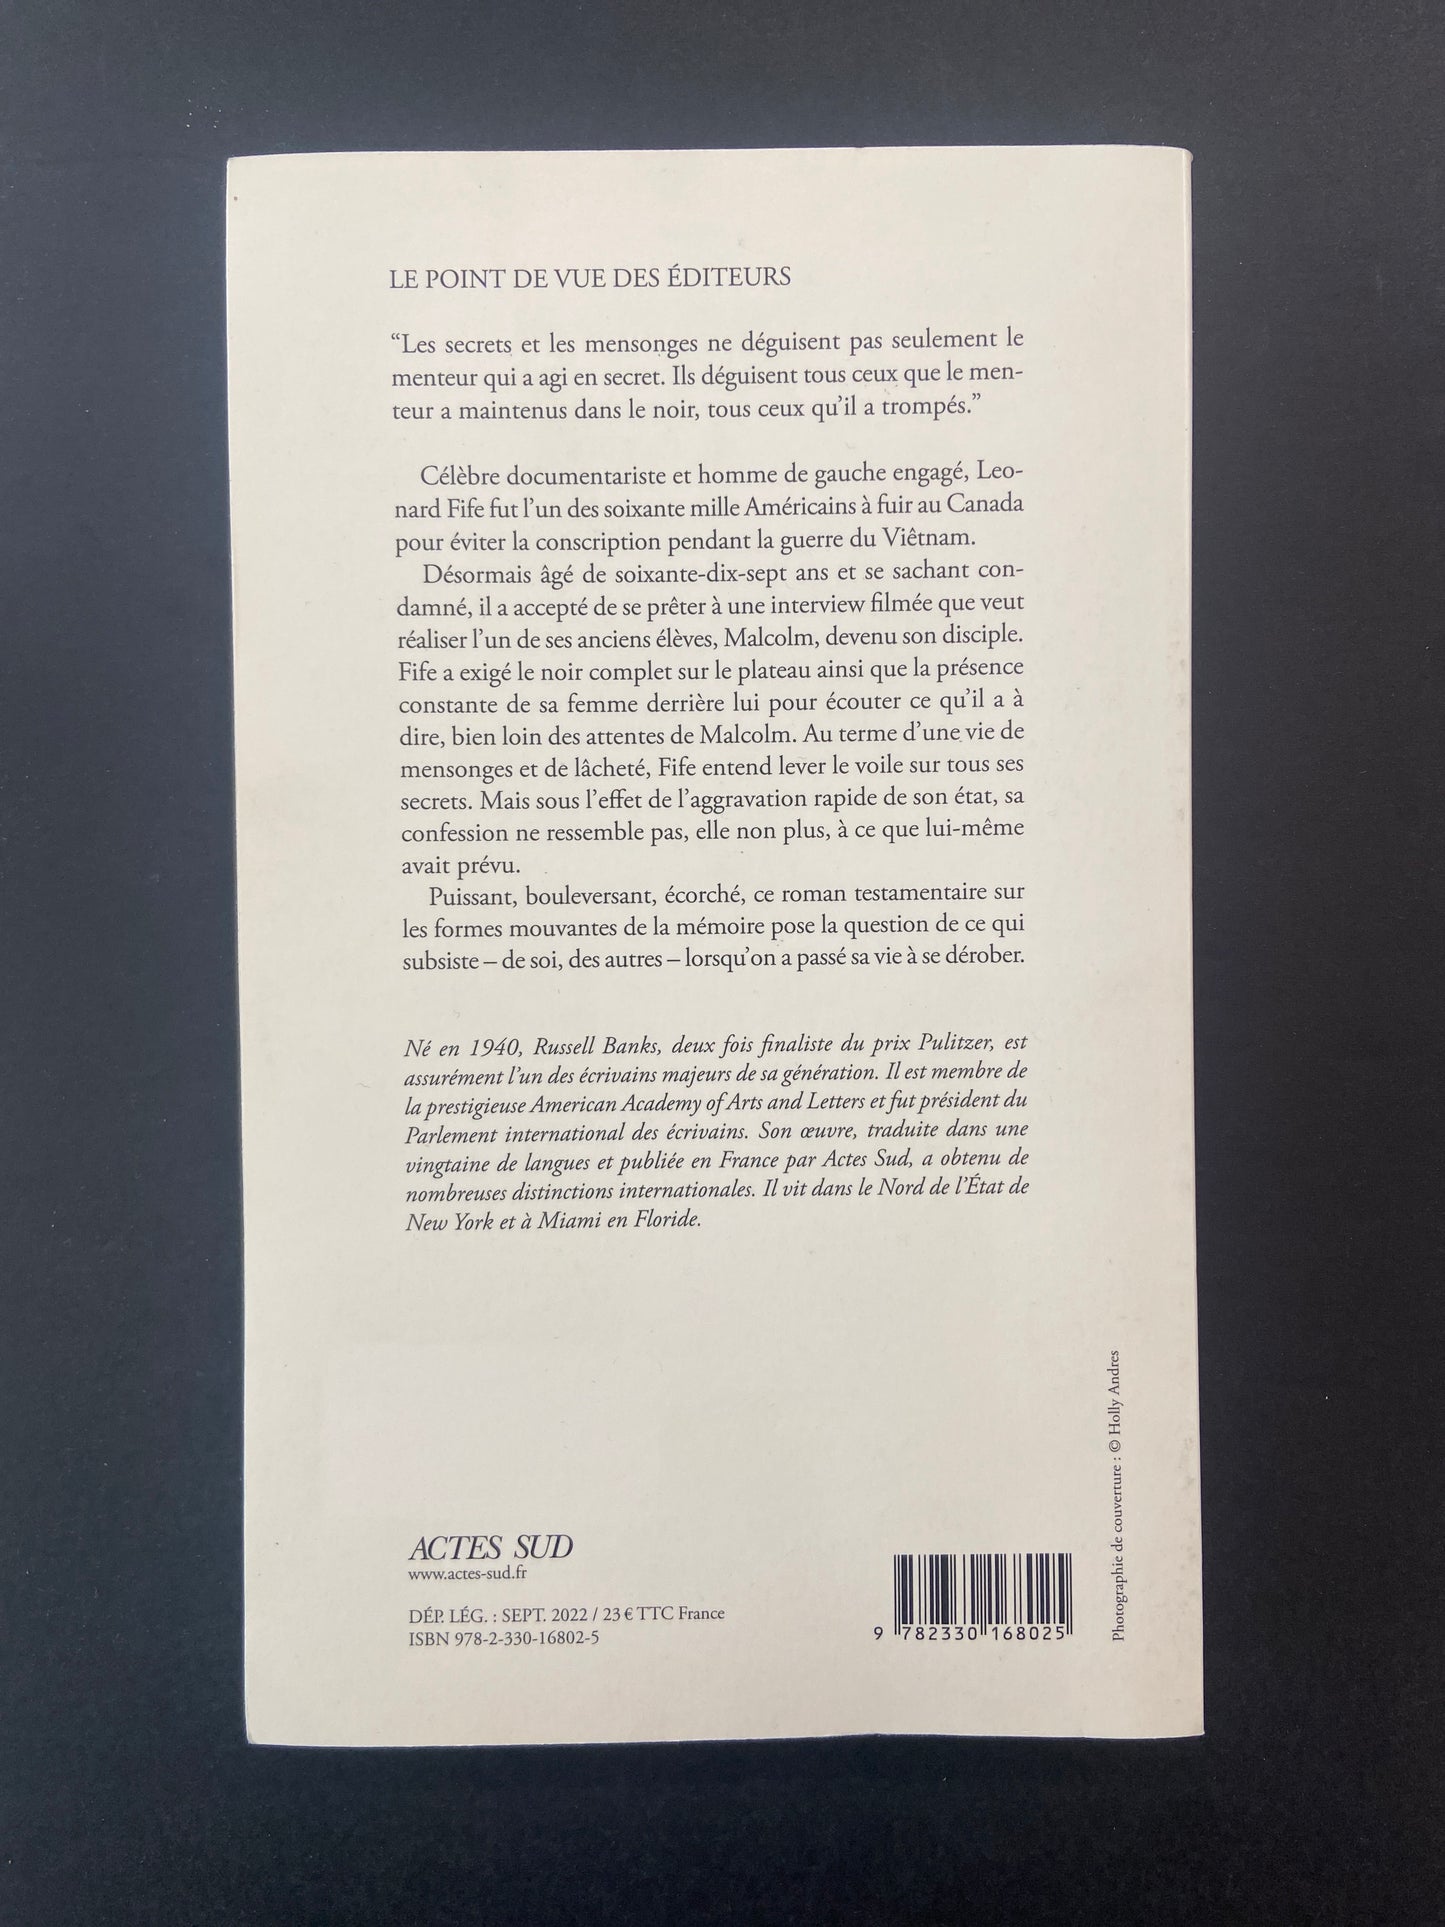 LE POINT DE VUE DES ÉDITEURS
“Les secrets et les mensonges ne déguisent pas seulement le
menteur qui a agi en secret. Ils déguisent tous ceux que le men-
teur a maintenus dans le noir, tous ceux qu’il a trompés.”
Célèbre documentariste et homme de gauche engagé, Leo-
nard Fife fut l’un des soixante mille Américains à fuir au Canada
pour éviter la conscription pendant la guerre du Viêtnam.
Désormais âgé de soixante-dix-sept ans et se sachant con-
damné, il a accepté de se prêter à une interview filmée que veut
réaliser l’un de ses anciens élèves, Malcolm, devenu son disciple.
Fife a exigé le noir complet sur le plateau ainsi que la présence
constante de sa femme derrière lui pour écouter ce qu’il a à
dire, bien loin des attentes de Malcolm. Au terme d’une vie de
mensonges et de lâcheté, Fife entend lever le voile sur tous ses
secrets. Mais sous l’effet de l’aggravation rapide de son état, sa
confession ne ressemble pas, elle non plus, à ce que lui-même
avait prévu.
Puissant, bouleversant, écorché, ce roman testamentaire sur
les formes mouvantes de la mémoire pose la question de ce qui
subsiste – de soi, des autres – lorsqu’on a passé sa vie à se dérober.
Né en 1940, Russell Banks, deux fois finaliste du prix Pulitzer, est
assurément l’un des écrivains majeurs de sa génération. Il est membre de
la prestigieuse American Academy of Arts and Letters et fut président du
Parlement international des écrivains. Son œuvre, traduite dans une
vingtaine de langues et publiée en France par Actes Sud, a obtenu de
nombreuses distinctions internationales. Il vit dans le Nord de l’État de
New York et à Miami en Floride.
ACTES SUD
www.actes-sud.fr
DÉP. LÉG. : SEPT. 2022 / 23 € TTC France
ISBN 978-2-330-16802-5
9 782330 168025
Photographie de couverture : © Holly Andres